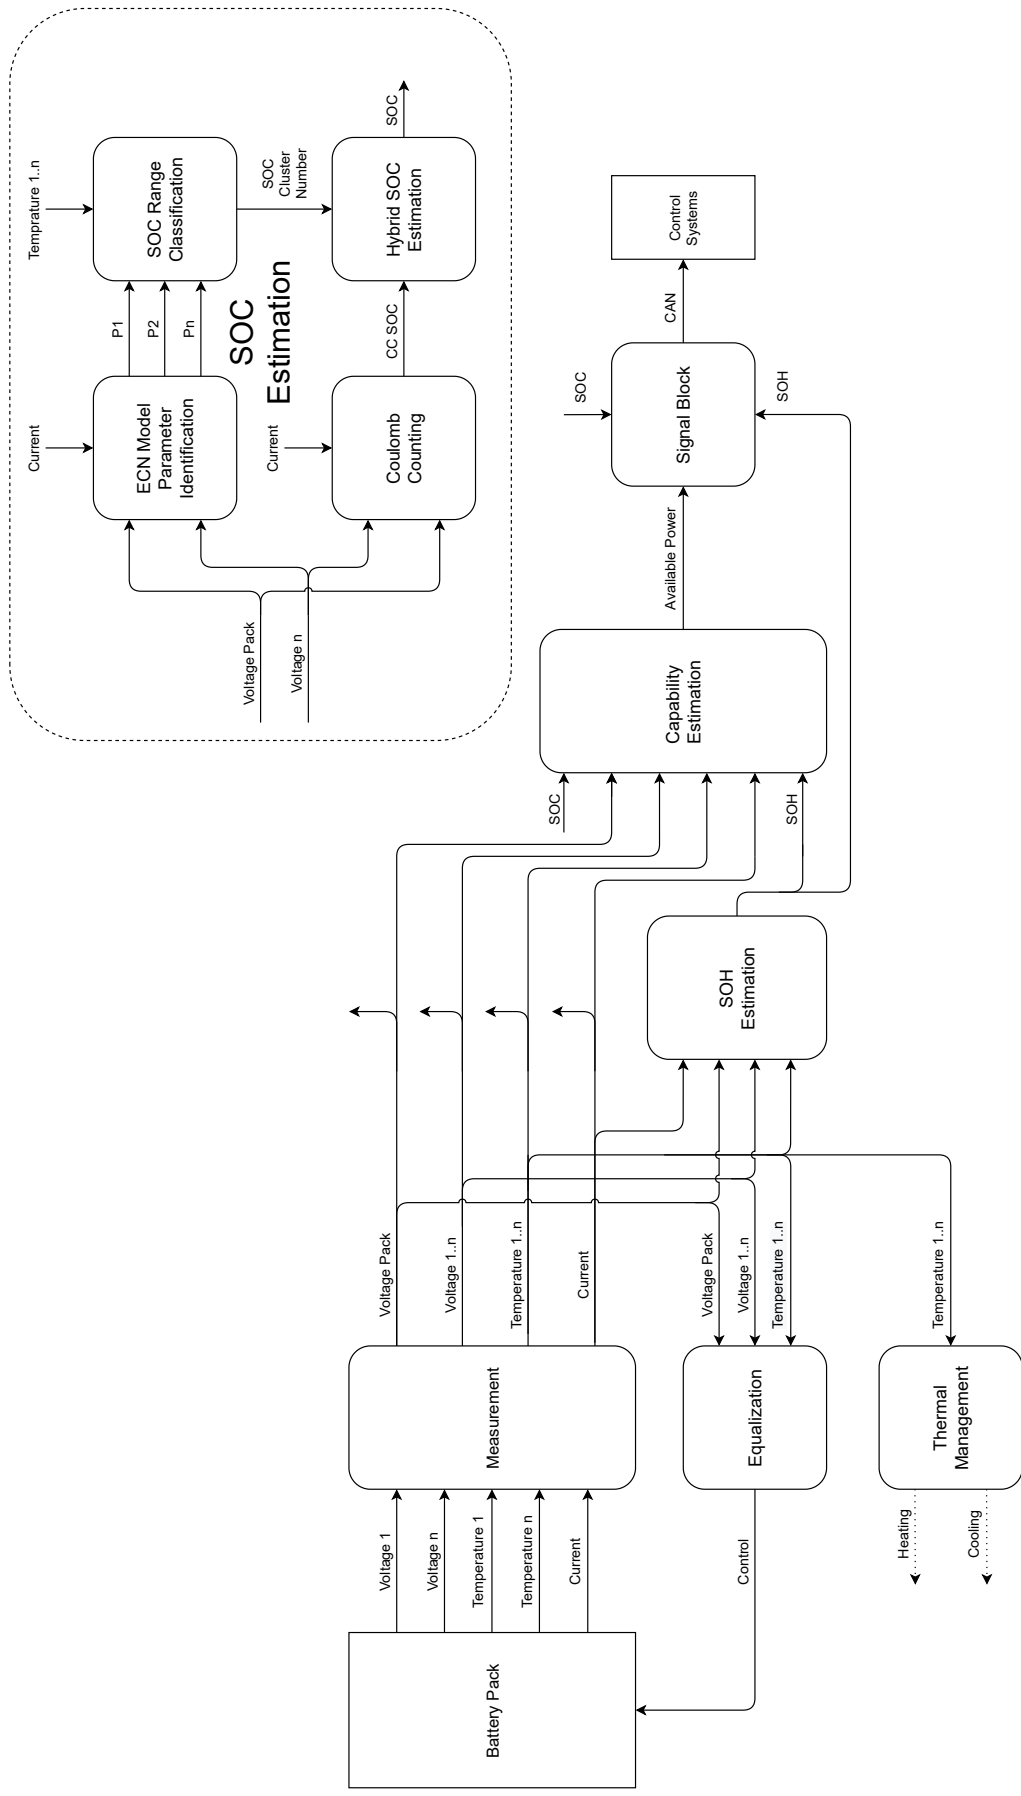 Temprature 1..n
Current
P1
P2
Pn
ECN Model
Parameter
Identification
SOC Range
Classification
SOC
Cluster
Number
SOC
Estimation
Voltage Pack
Voltage n
Current
Coulomb
Counting
CC SOC
Hybrid SOC
Estimation
SOC
Battery Pack
Voltage 1
Voltage n
Temperature 1
Temperature n
Current
Measurement
Voltage Pack
Voltage 1..n
Temperature 1..n
Current
SOC
SOH
Capability
Estimation
Available Power
SOC
Signal Block
SOH
CAN
Control
Systems
SOH
Estimation
Control
Equalization
Voltage Pack
Voltage 1..n
Temperature 1..n
Heating
Cooling
Thermal
Management
Temperature 1..n